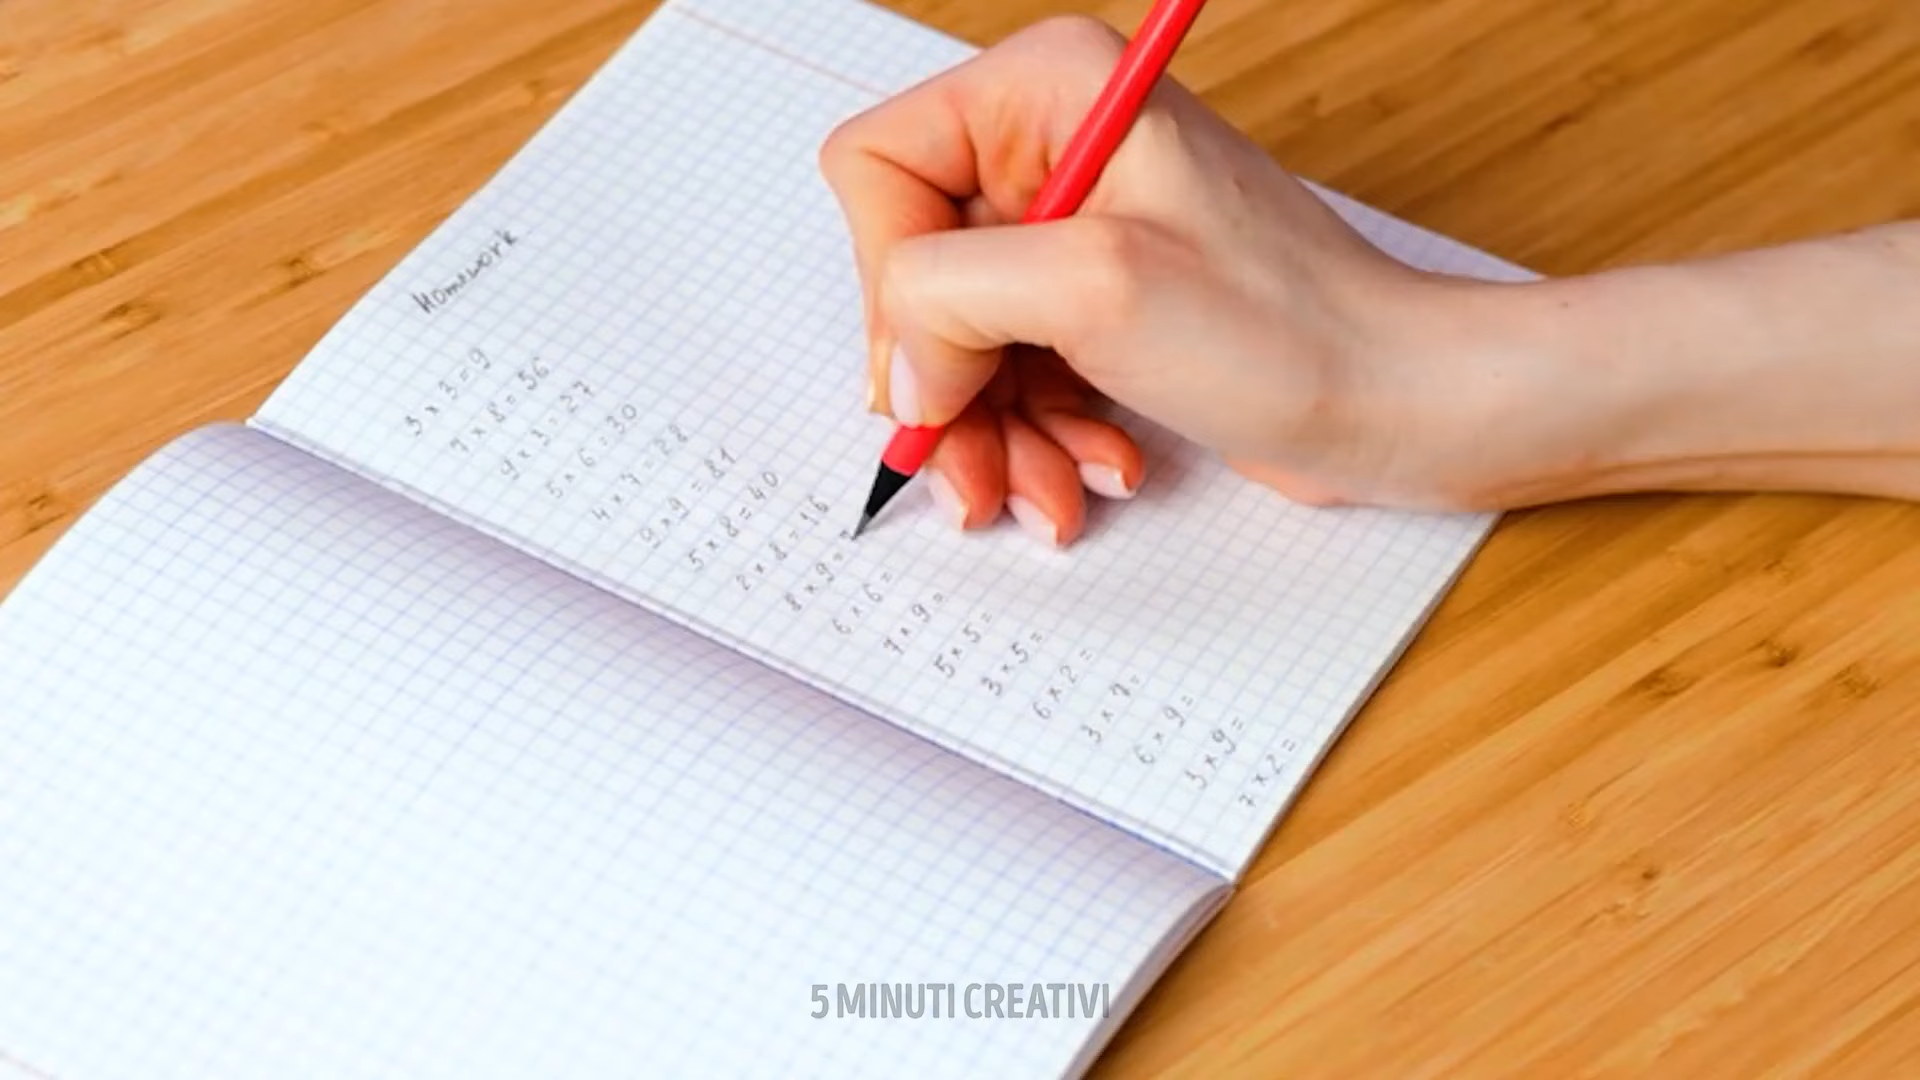 Homework
3 x 3 = 9
7 x 8 = 56
9 x 3 = 27
5 x 6 = 30
4 x 7 = 28
9 x 9 = 81
5 x 8 = 40
2 x 8 = 16
8 x 9 = 7
6 x 6 =
7 x 9 =
5 x 5 =
3 x 5 =
6 x 2 =
3 x 7 =
6 x 9 =
3 x 9 =
7 x 2 =
5 MINUTI CREATIVI